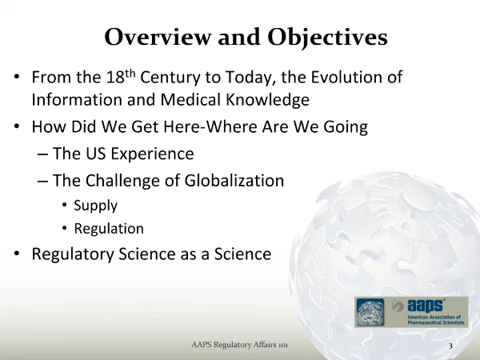 Overview and Objectives
• From the 18th Century to Today, the Evolution of
Information and Medical Knowledge
• How Did We Get Here-Where Are We Going
– The US Experience
– The Challenge of Globalization
• Supply
• Regulation
• Regulatory Science as a Science
aaps
American Association of
Pharmaceutical Scientists
AAPS Regulatory Affairs 101
3